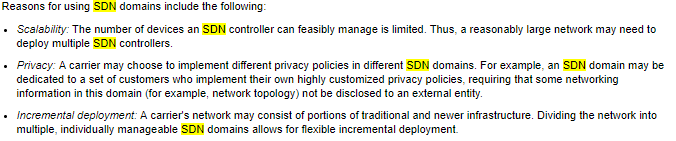 Reasons for using SDN domains include the following:
• Scalability: The number of devices an SDN controller can feasibly manage is limited. Thus, a reasonably large network may need to
deploy multiple SDN controllers.
• Privacy: A carrier may choose to implement different privacy policies in different SDN domains. For example, an SDN domain may be
dedicated to a set of customers who implement their own highly customized privacy policies, requiring that some networking
information in this domain (for example, network topology) not be disclosed to an external entity.
• Incremental deployment: A carrier's network may consist of portions of traditional and newer infrastructure. Dividing the network into
multiple, individually manageable SDN domains allows for flexible incremental deployment.